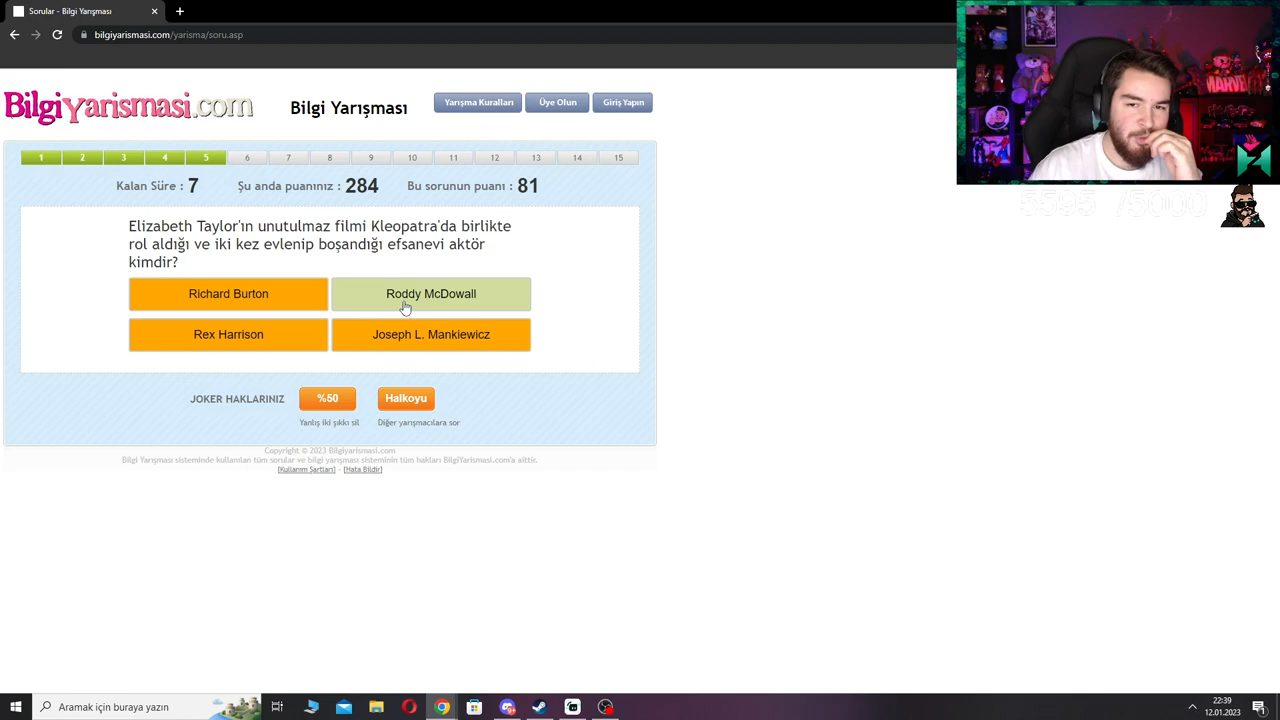 Sorular - Bilgi Yarışması
bilgiyarismasi.com/yarisma/soru.asp
BilgiYarismasi.com
Bilgi Yarışması
Yarışma Kuralları
Üye Olun
Giriş Yapın
1 2 3 4 5 6 7 8 9 10 11 12 13 14 15
Kalan Süre : 7 Şu anda puanınız : 284 Bu sorunun puanı : 81
Elizabeth Taylor'ın unutulmaz filmi Kleopatra'da birlikte
rol aldığı ve iki kez evlenip boşandığı efsanevi aktör
kimdir?
Richard Burton
Roddy McDowall
Rex Harrison
Joseph L. Mankiewicz
JOKER HAKLARINIZ
%50
Halkoyu
Yanlış iki şıkkı sil
Diğer yarışmacılara sor
Copyright © 2023 Bilgiyarismasi.com
Bilgi Yarışması sisteminde kullanılan tüm sorular ve bilgi yarışması sisteminin tüm hakları BilgiYarismasi.com'a aittir.
[Kullanım Şartları] - [Hata Bildir]
MARVEL
5595 /5000
Aramak için buraya yazın
22:39
12.01.2023
1